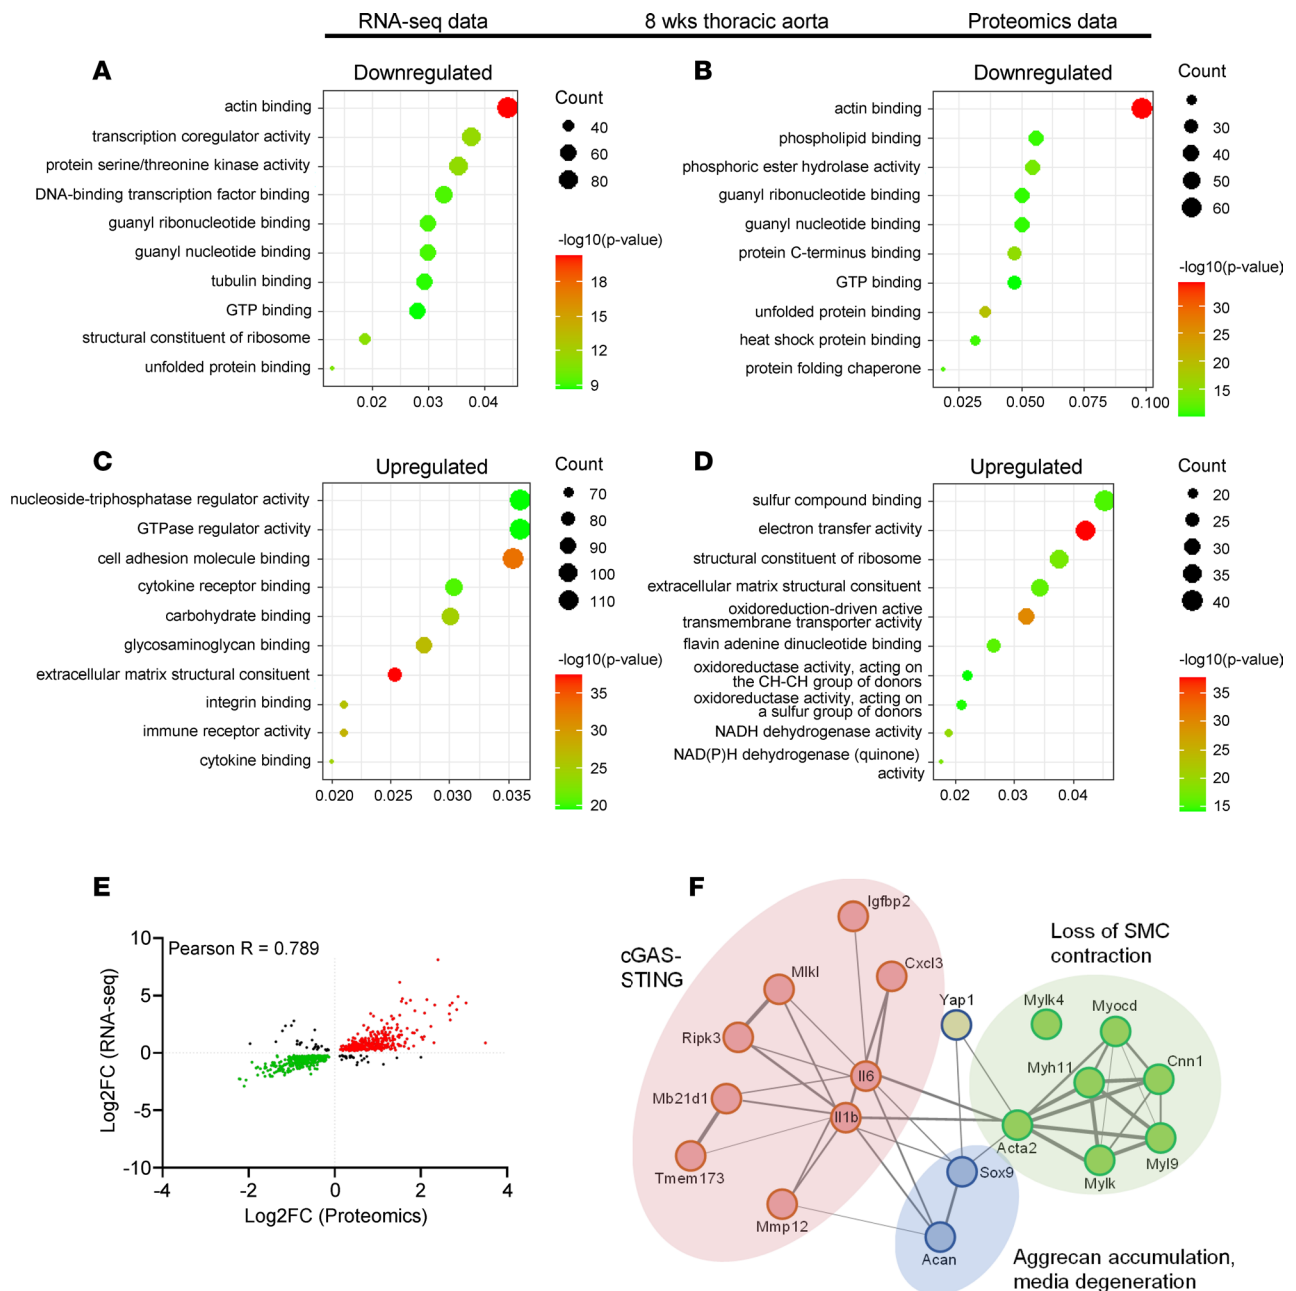 RNA-seq data 8 wks thoracic aorta Proteomics data
A
Downregulated
actin binding
transcription coregulator activity
protein serine/threonine kinase activity
DNA-binding transcription factor binding
guanyl ribonucleotide binding
guanyl nucleotide binding
tubulin binding
GTP binding
structural constituent of ribosome
unfolded protein binding
0.02 0.03 0.04
Count
40
60
80
-log10(p-value)
18
15
12
9
B
Downregulated
actin binding
phospholipid binding
phosphoric ester hydrolase activity
guanyl ribonucleotide binding
guanyl nucleotide binding
protein C-terminus binding
GTP binding
unfolded protein binding
heat shock protein binding
protein folding chaperone
0.025 0.050 0.075 0.100
Count
30
40
50
60
-log10(p-value)
30
25
20
15
C
Upregulated
nucleoside-triphosphatase regulator activity
GTPase regulator activity
cell adhesion molecule binding
cytokine receptor binding
carbohydrate binding
glycosaminoglycan binding
extracellular matrix structural consituent
integrin binding
immune receptor activity
cytokine binding
0.020 0.025 0.030 0.035
Count
70
80
90
100
110
-log10(p-value)
35
30
25
20
D
Upregulated
sulfur compound binding
electron transfer activity
structural constituent of ribosome
extracellular matrix structural consituent
oxidoreduction-driven active
transmembrane transporter activity
flavin adenine dinucleotide binding
oxidoreductase activity, acting on
the CH-CH group of donors
oxidoreductase activity, acting on
a sulfur group of donors
NADH dehydrogenase activity
NAD(P)H dehydrogenase (quinone)
activity
0.02 0.03 0.04
Count
20
25
30
35
40
-log10(p-value)
35
30
25
20
15
E
Pearson R = 0.789
Log2FC (RNA-seq)
10
5
0
-5
-10
-4 -2 0 2 4
Log2FC (Proteomics)
F
cGAS-
STING
Igfbp2
Cxcl3
Mlkl
Ripk3
Il6
Mb21d1
Il1b
Tmem173
Mmp12
Yap1
Loss of SMC
contraction
Mylk4
Myocd
Myh11
Cnn1
Acta2
Myl9
Mylk
Sox9
Acan
Aggrecan accumulation,
media degeneration